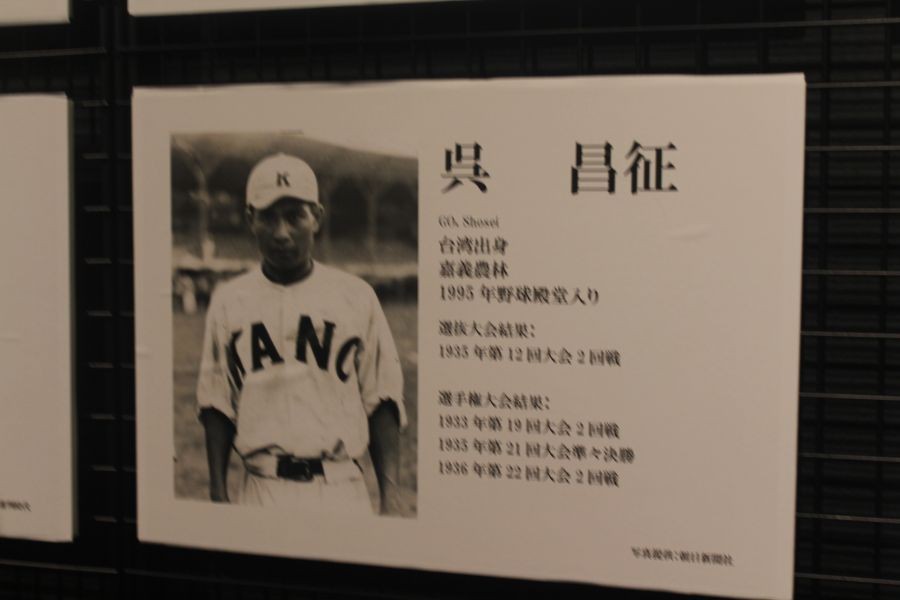 K
KANO
呉 昌征
GO, Shosei
台湾出身
嘉義農林
1995 年野球殿堂入り
選抜大会結果:
1935 年第 12 回大会 2 回戦
選手権大会結果:
1933 年第 19 回大会 2 回戦
1935 年第 21 回大会準々決勝
1936 年第 22 回大会 2 回戦
写真提供:朝日新聞社